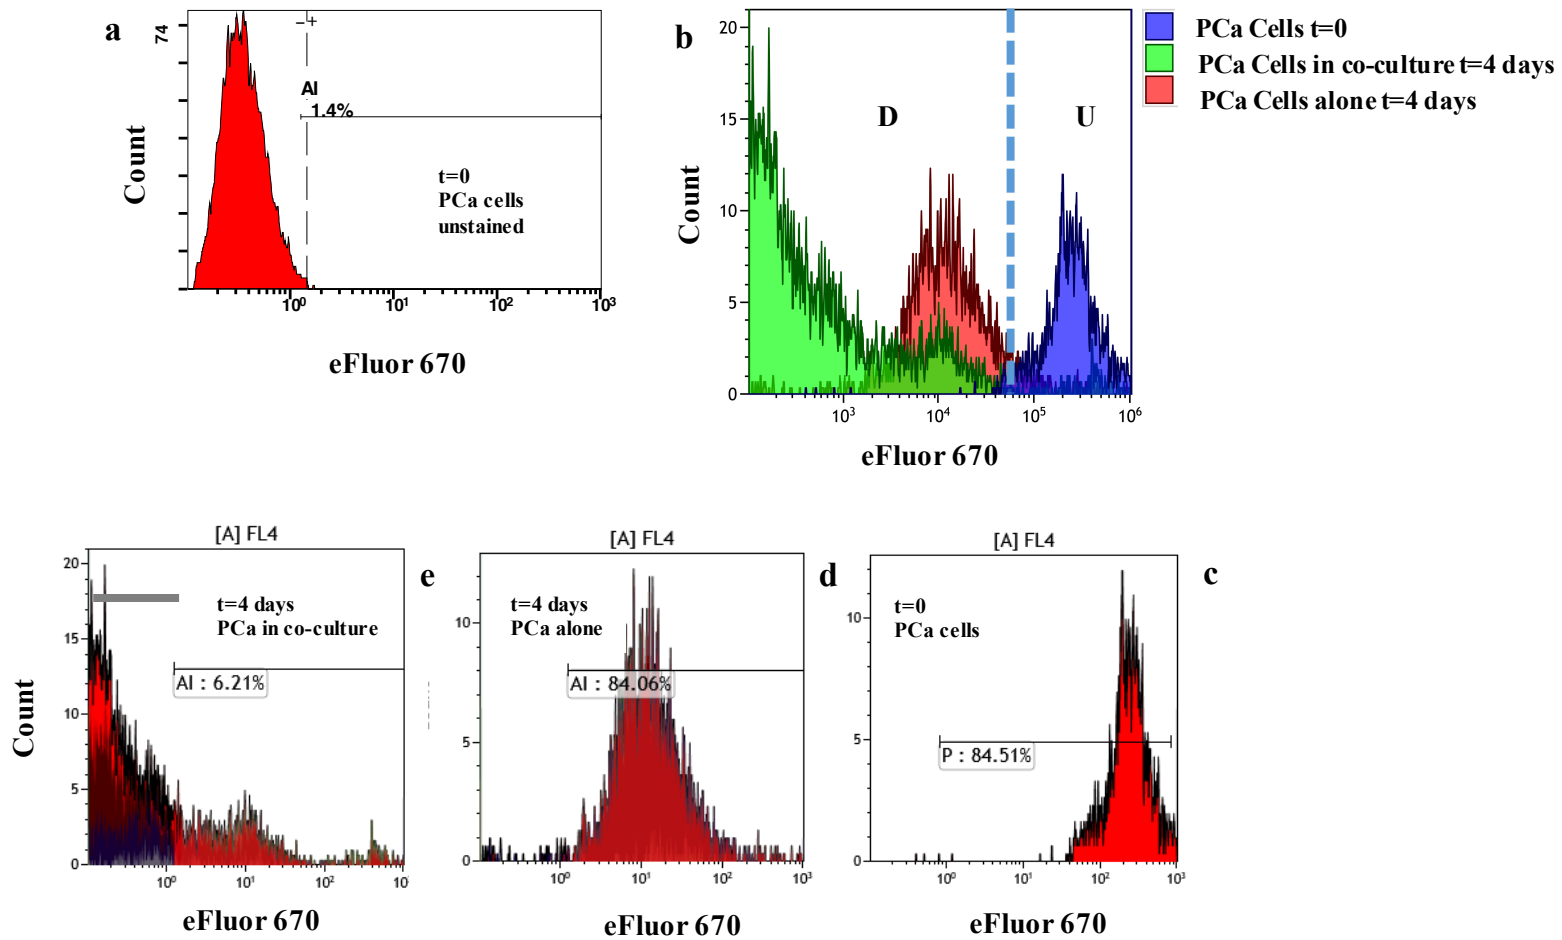 a
74
Count
– +
AI
1.4%
t=0
PCa cells
unstained
10⁰ 10¹ 10² 10³
eFluor 670
b
Count
20
15
10
5
0
D
U
10³ 10⁴ 10⁵ 10⁶
eFluor 670
PCa Cells t=0
PCa Cells in co-culture t=4 days
PCa Cells alone t=4 days
[A] FL4
Count
20
15
10
5
0
t=4 days
PCa in co-culture
AI : 6.21%
10⁰ 10¹ 10² 10
eFluor 670
e
[A] FL4
10
5
0
t=4 days
PCa alone
AI : 84.06%
10⁰ 10¹ 10² 10³
eFluor 670
d
[A] FL4
10
5
0
t=0
PCa cells
P : 84.51%
10⁰ 10¹ 10² 10³
eFluor 670
c